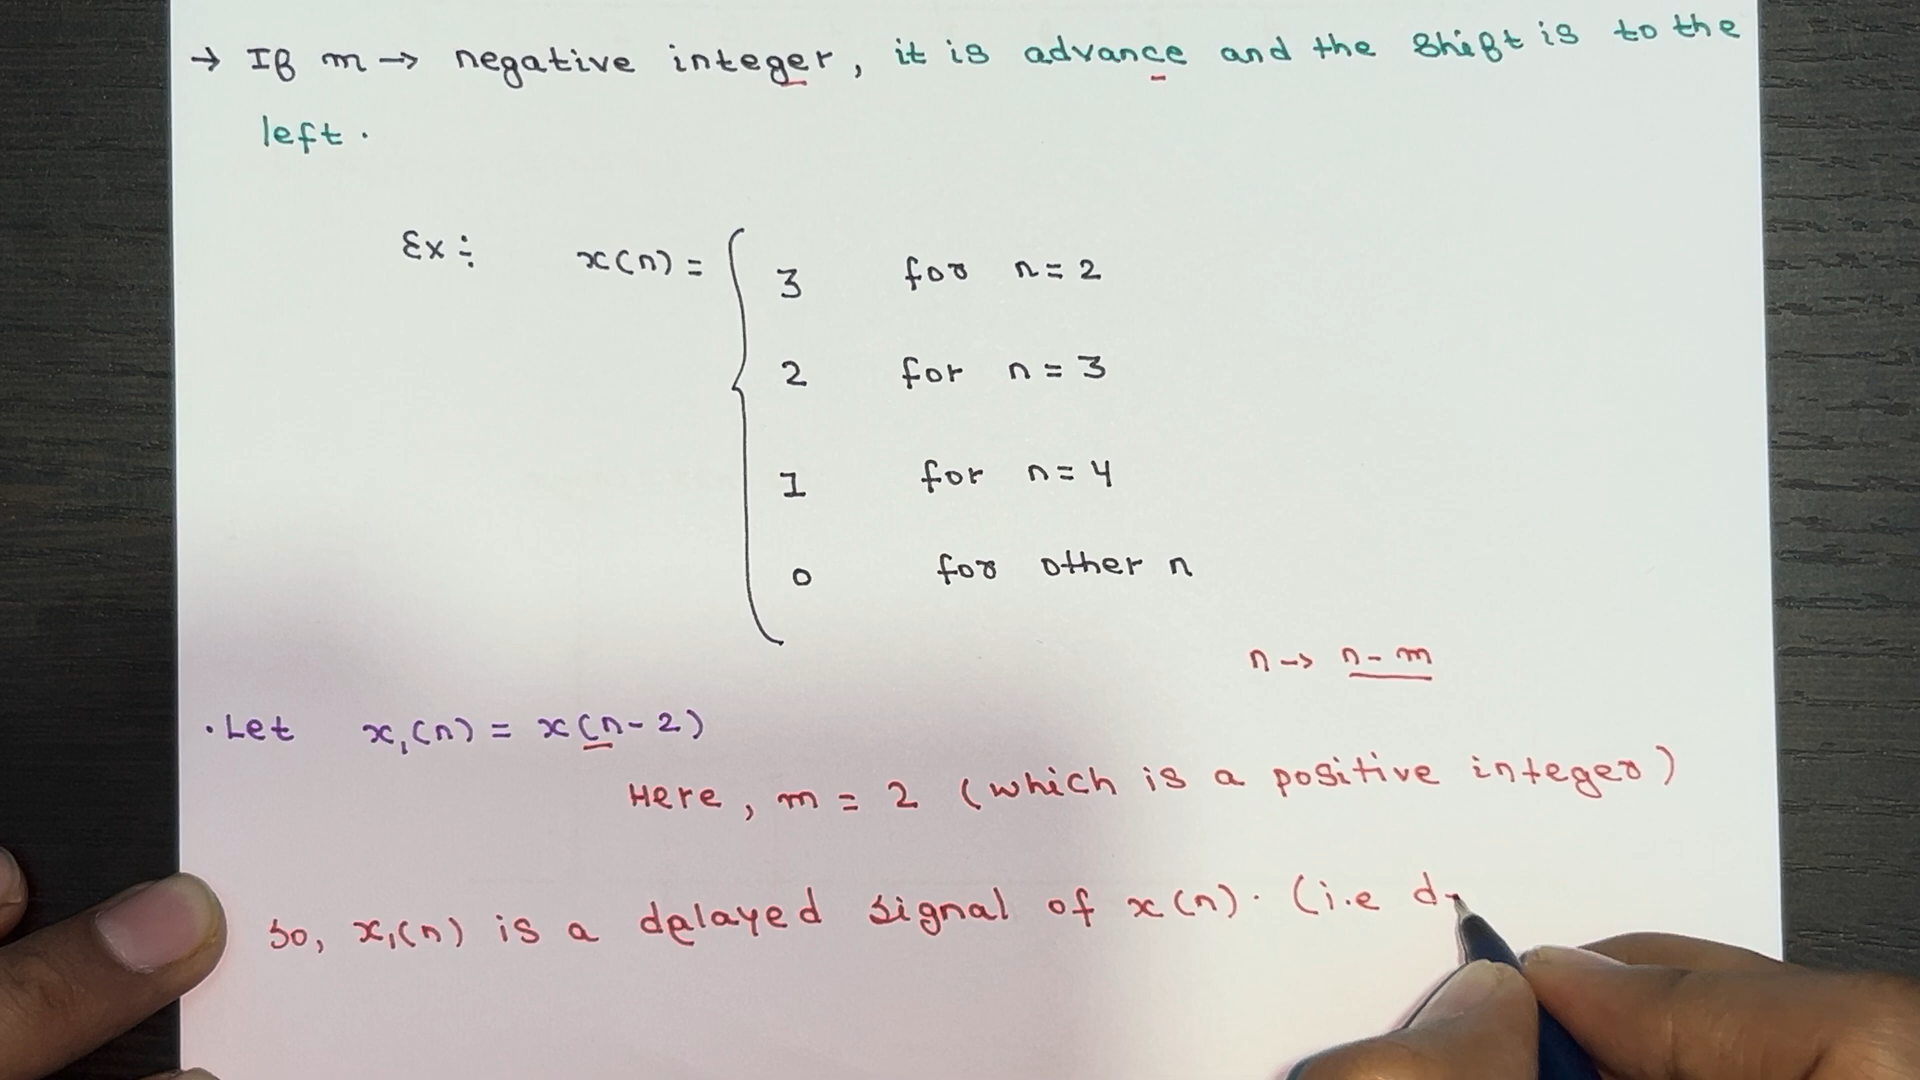 → If m → negative integer, it is advance and the shift is to the
left.
Ex: x(n) = { 3 for n=2
2 for n=3
1 for n=4
0 for other n
n → n-m
. Let x₁(n) = x(n-2)
Here, m = 2 (which is a positive integer)
So, x₁(n) is a delayed signal of x(n). (i.e